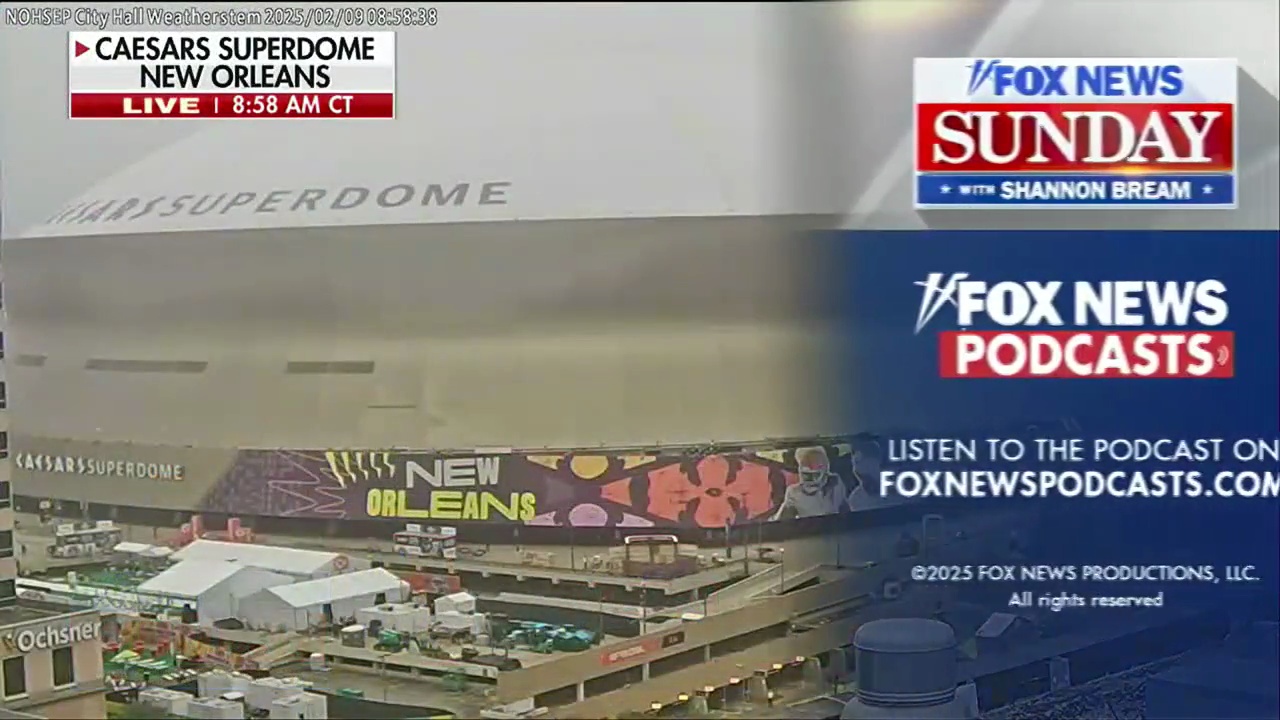 NOHSEP City Hall Weatherstem 2025/02/09 08:58:38
CAESARS SUPERDOME
NEW ORLEANS
LIVE | 8:58 AM CT
FOX NEWS
SUNDAY
WITH SHANNON BREAM
SUPERDOME
FOX NEWS
PODCASTS
LISTEN TO THE PODCAST ON
FOXNEWSPODCASTS.COM
CAESARS SUPERDOME
NEW
ORLEANS
©2025 FOX NEWS PRODUCTIONS, LLC.
All rights reserved
Ochsner